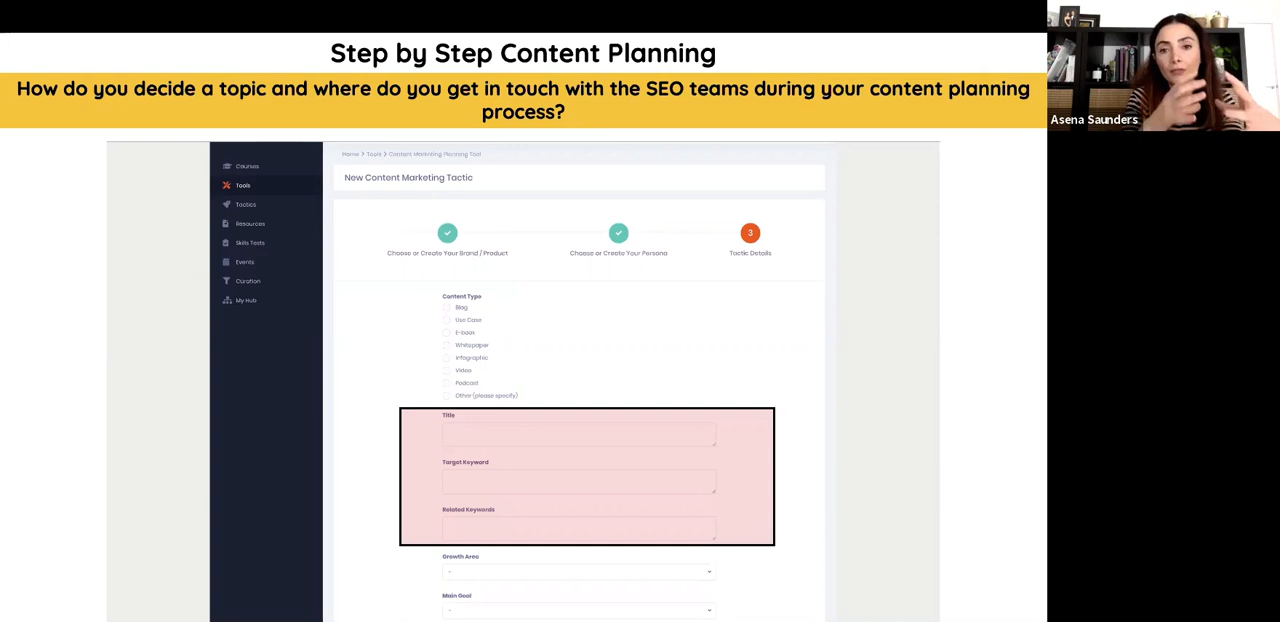 Step by Step Content Planning
How do you decide a topic and where do you get in touch with the SEO teams during your content planning
process?
Asena Saunders
Home > Tools > Content Marketing Planning Tool
New Content Marketing Tactic
Courses
Tools
Tactics
Resources
Skills Tests
Events
Curation
My Hub
3
Choose or Create Your Brand / Product
Choose or Create Your Persona
Tactic Details
Content Type
Blog
Use Case
E-book
Whitepaper
Infographic
Video
Podcast
Other (please specify)
Title
Target Keyword
Related Keywords
Growth Area
-
Main Goal
-